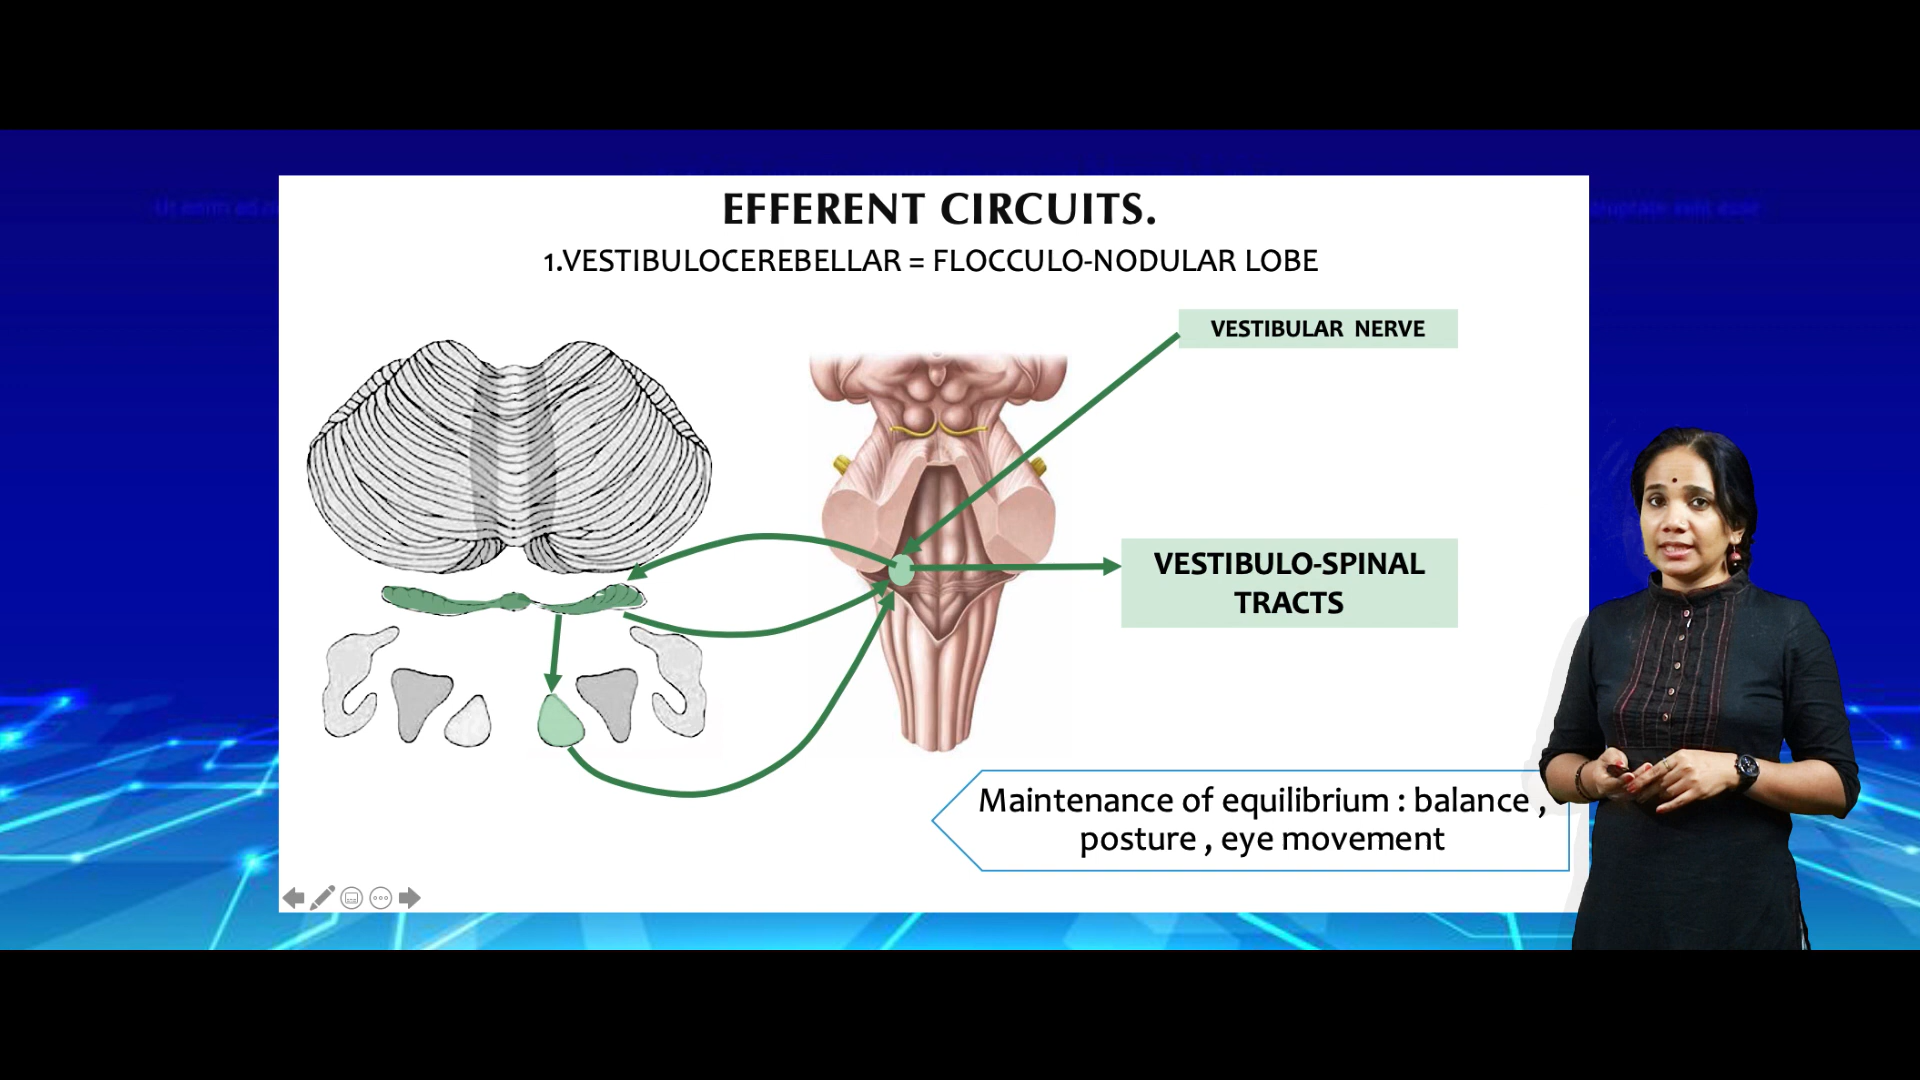 EFFERENT CIRCUITS.
1.VESTIBULOCEREBELLAR = FLOCCULO-NODULAR LOBE
VESTIBULAR NERVE
VESTIBULO-SPINAL
TRACTS
Maintenance of equilibrium : balance ,
posture , eye movement